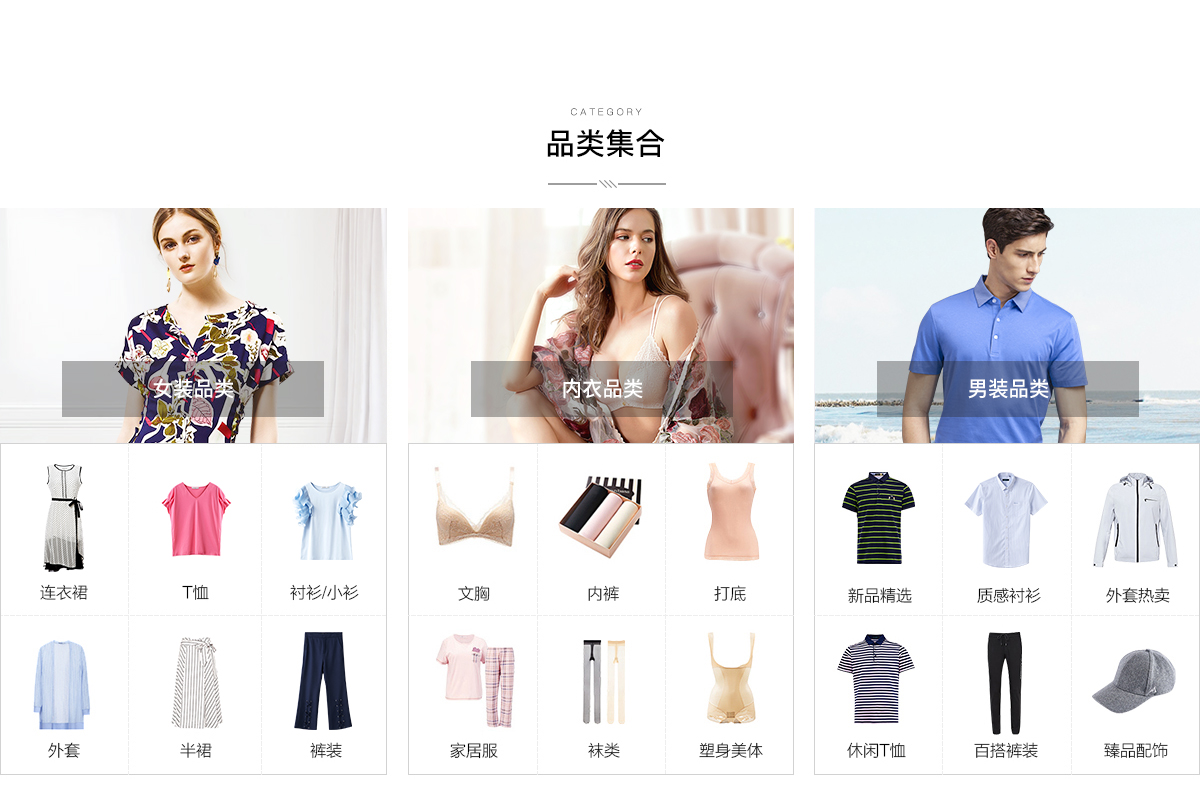 CATEGORY
品类集合
女装品类
内衣品类
男装品类
连衣裙
T恤
衬衫/小衫
外套
半裙
裤装
文胸
内裤
打底
家居服
袜类
塑身美体
新品精选
质感衬衫
外套热卖
休闲T恤
百搭裤装
臻品配饰